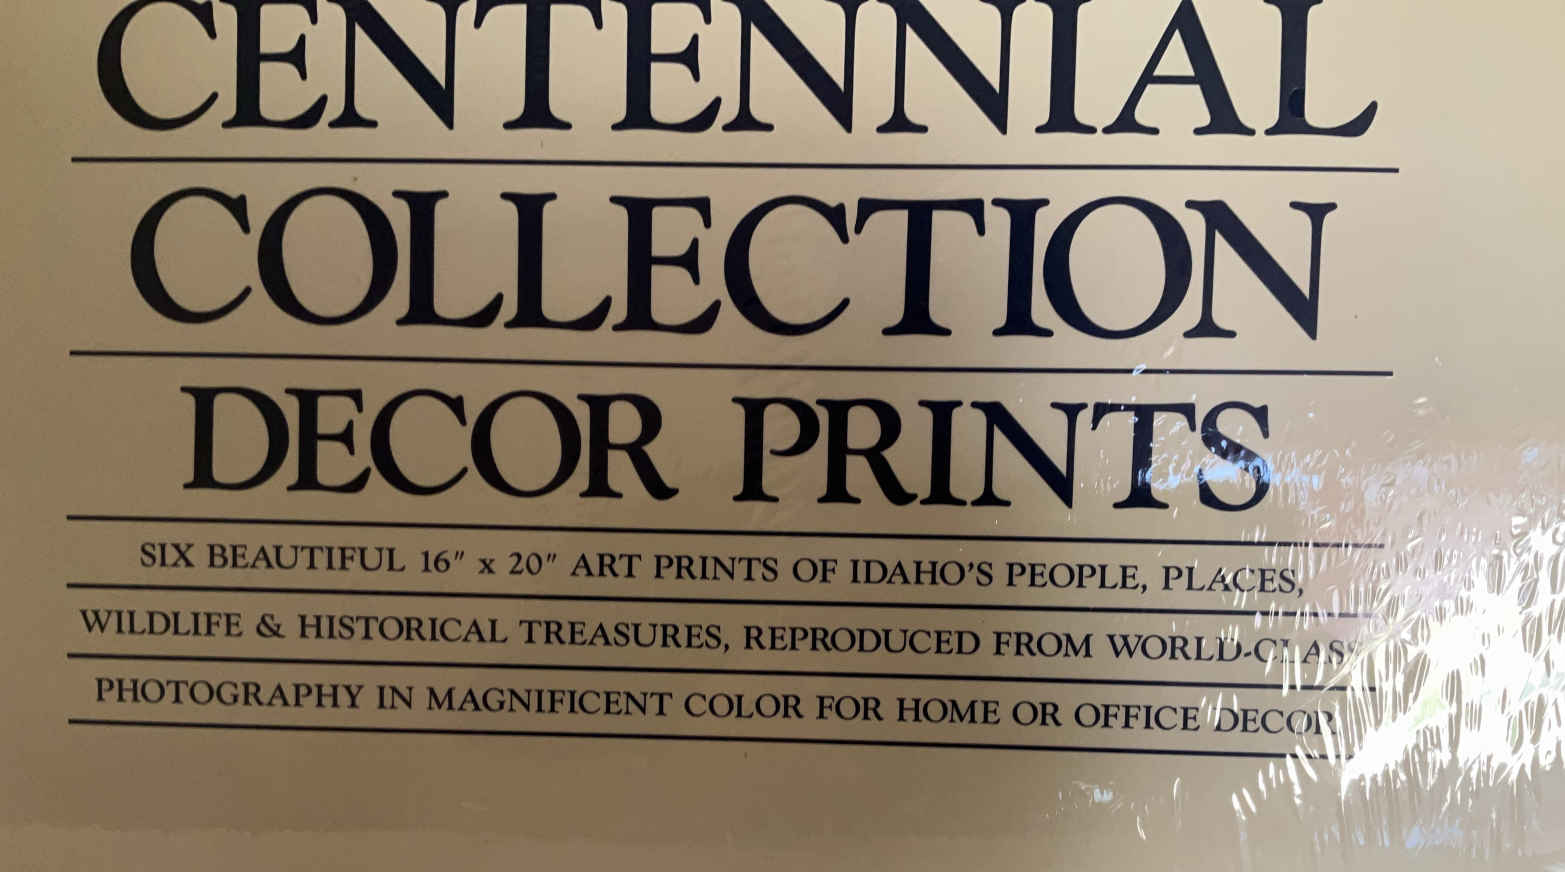 CENTENNIAL
COLLECTION
DECOR PRINTS
SIX BEAUTIFUL 16" x 20" ART PRINTS OF IDAHO'S PEOPLE, PLACES,
WILDLIFE & HISTORICAL TREASURES, REPRODUCED FROM WORLD-CLASS
PHOTOGRAPHY IN MAGNIFICENT COLOR FOR HOME OR OFFICE DECOR